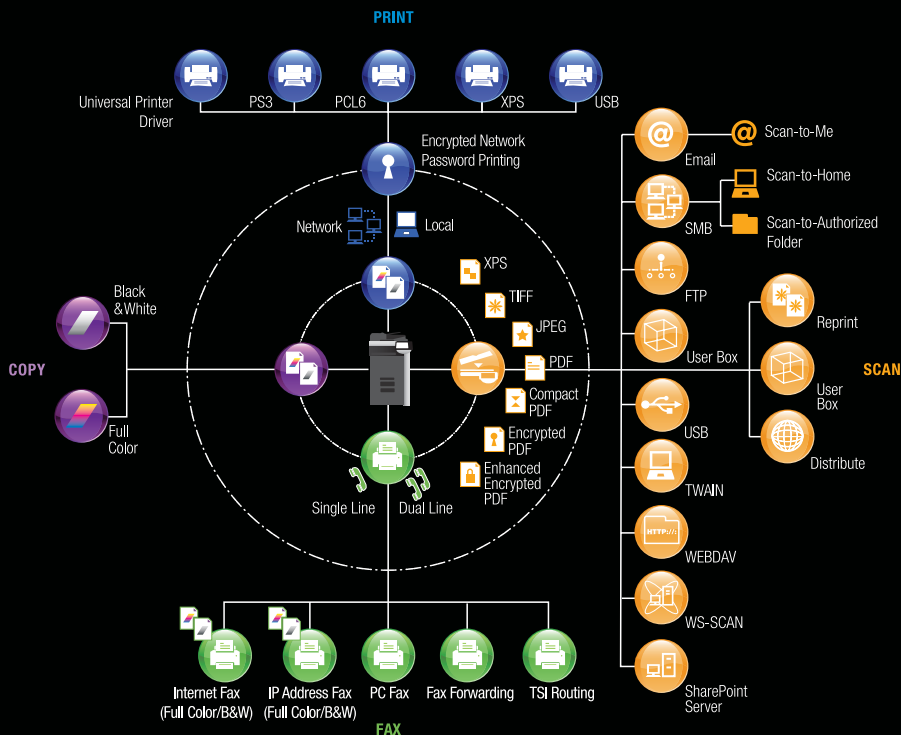 PRINT
Universal Printer
Driver
PS3
PCL6
XPS
USB
Encrypted Network
Password Printing
Network
Local
XPS
TIFF
JPEG
PDF
Compact
PDF
Encrypted
PDF
Enhanced
Encrypted
PDF
COPY
Black
&White
Full
Color
Single Line
Dual Line
Internet Fax
(Full Color/B&W)
IP Address Fax
(Full Color/B&W)
PC Fax
Fax Forwarding
TSI Routing
FAX
SCAN
@
Email
@
Scan-to-Me
SMB
Scan-to-Home
Scan-to-Authorized
Folder
FTP
User Box
Reprint
User
Box
Distribute
USB
TWAIN
HTTP://:
WEBDAV
WS-SCAN
SharePoint
Server